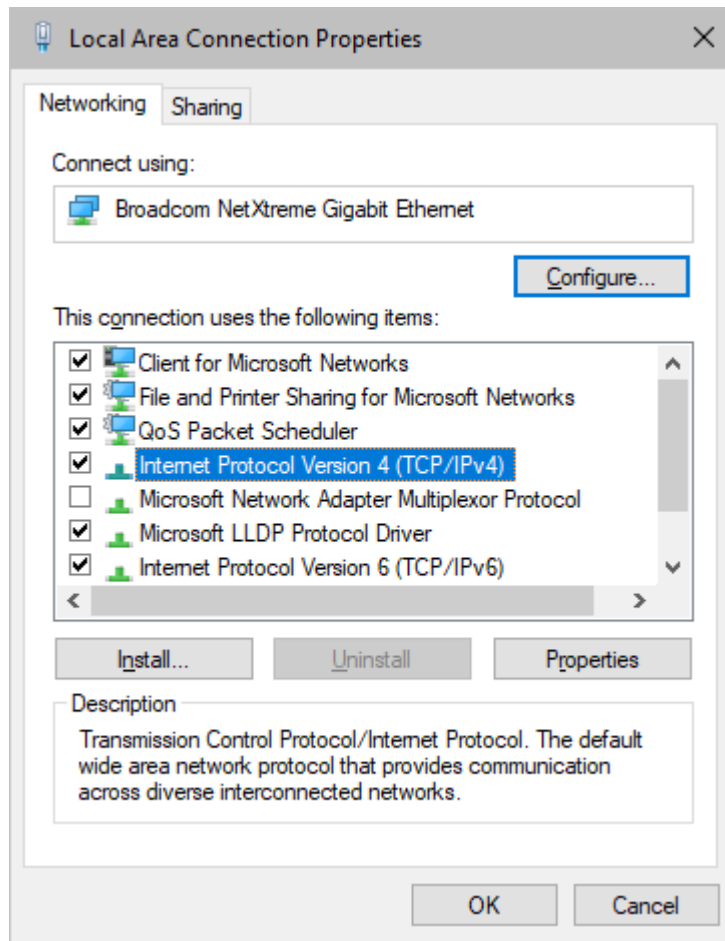 Local Area Connection Properties
Networking
Sharing
Connect using:
Broadcom NetXtreme Gigabit Ethernet
Configure...
This connection uses the following items:
Client for Microsoft Networks
File and Printer Sharing for Microsoft Networks
QoS Packet Scheduler
Internet Protocol Version 4 (TCP/IPv4)
Microsoft Network Adapter Multiplexor Protocol
Microsoft LLDP Protocol Driver
Internet Protocol Version 6 (TCP/IPv6)
Install...
Uninstall
Properties
Description
Transmission Control Protocol/Internet Protocol. The default
wide area network protocol that provides communication
across diverse interconnected networks.
OK
Cancel